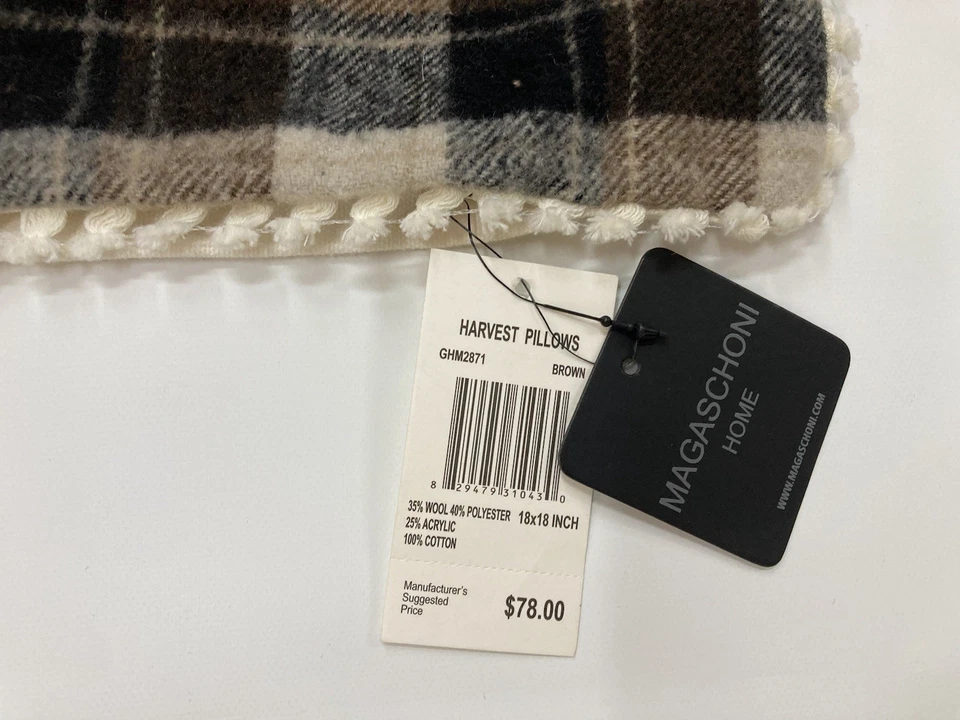 HARVEST PILLOWS
GHM2871
BROWN
8 29479 31043 0
35% WOOL 40% POLYESTER 18x18 INCH
25% ACRYLIC
100% COTTON
Manufacturer's
Suggested
Price
$78.00
MAGASCHONI
HOME
WWW.MAGASCHONI.COM